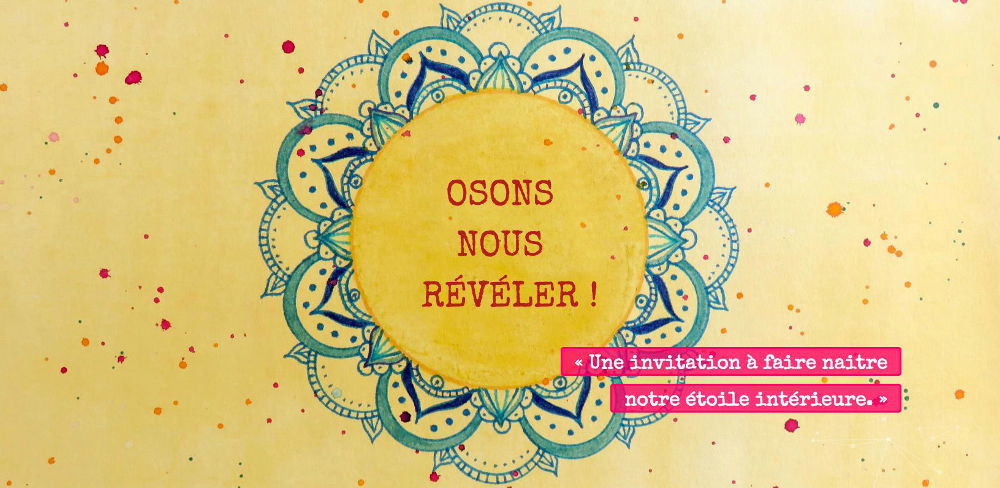 OSONS
NOUS
RÉVÉLER !
« Une invitation à faire naitre
notre étoile intérieure. »